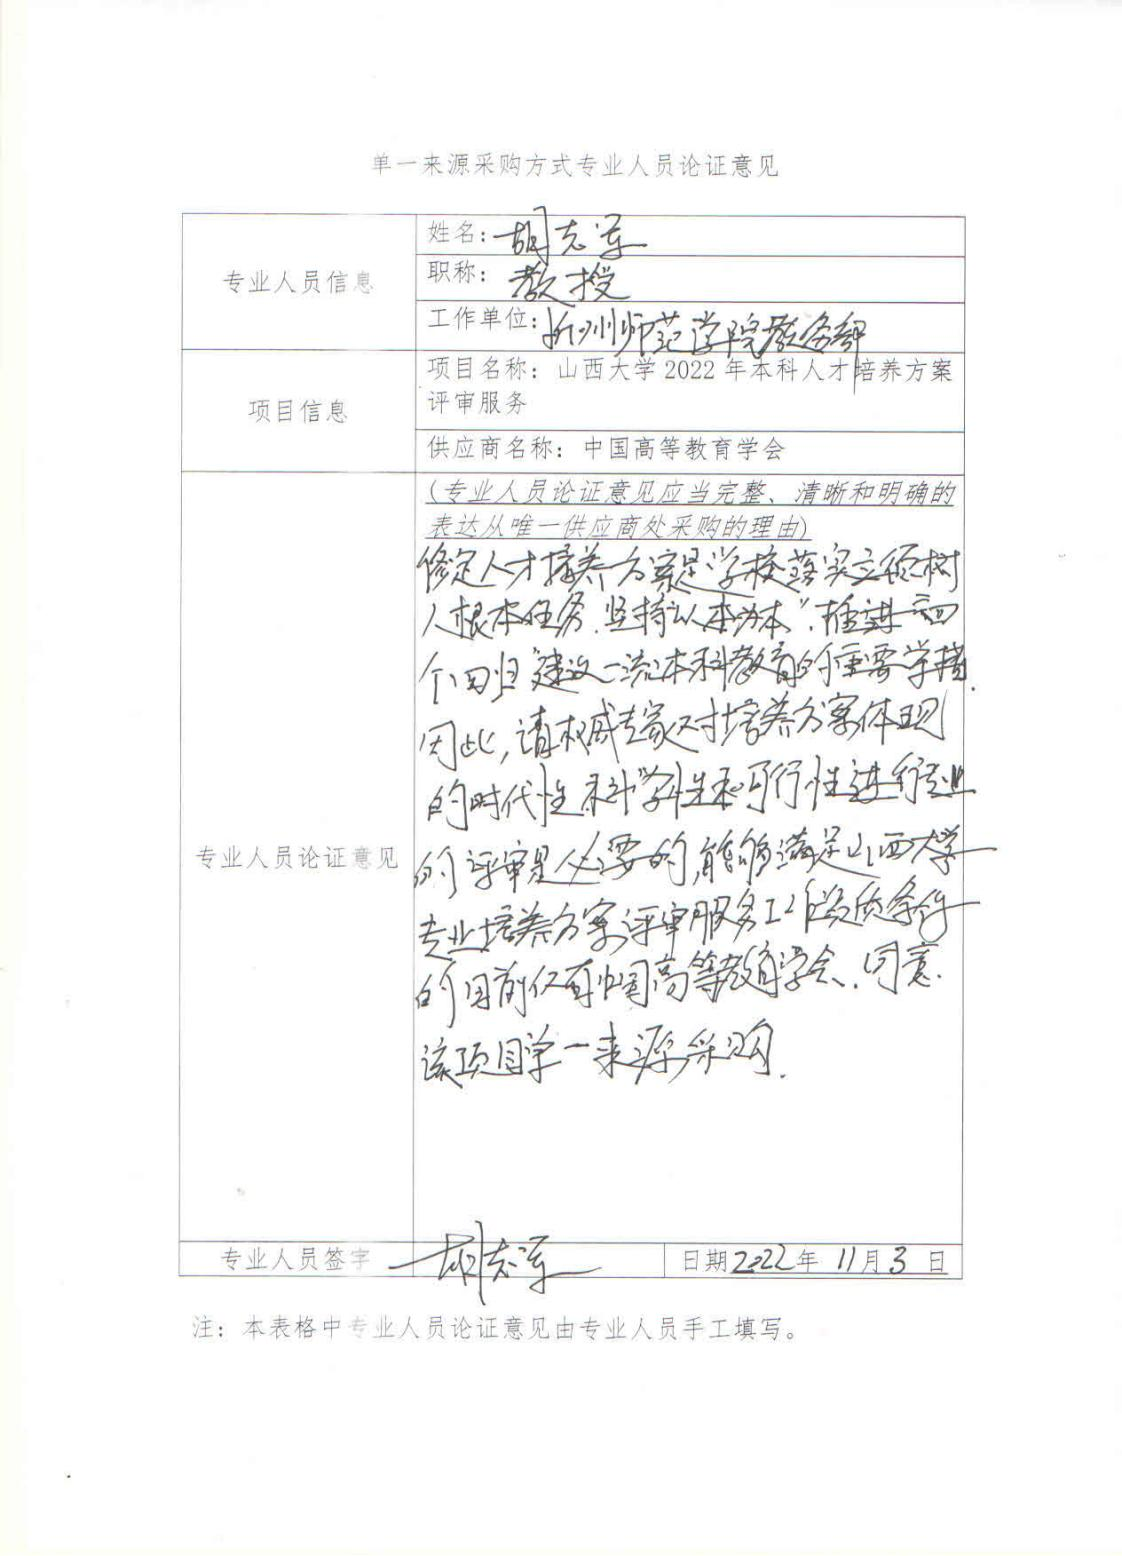 单一来源采购方式专业人员论证意见
专业人员信息
姓名：胡志军
职称：教授
工作单位：忻州师范学院教务部
项目信息
项目名称：山西大学2022年本科人才培养方案
评审服务
供应商名称：中国高等教育学会
专业人员论证意见
（专业人员论证意见应当完整、清晰和明确的
表达从唯一供应商处采购的理由）
修定人才培养方案是学校落实立德树
人根本任务.坚持"以本为本".推进"四
个回归"建设一流本科教育的重要举措.
因此,请权威专家对培养方案体现
的时代性 科学性和可行性进行专业
的评审是必要的,能够满足山西大学
专业培养方案评审服务工作资质条件
的目前仅有中国高等教育学会.同意
该项目单一来源采购.
专业人员签字 胡志军
日期2022年11月3日
注：本表格中专业人员论证意见由专业人员手工填写。